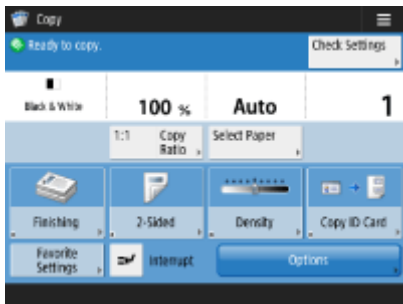 Copy
Ready to copy.
Check Settings
Black & White
100 %
Auto
1
1:1 Copy
Ratio
Select Paper
Finishing
2-Sided
Density
Copy ID Card
Favorite
Settings
Interrupt
Options